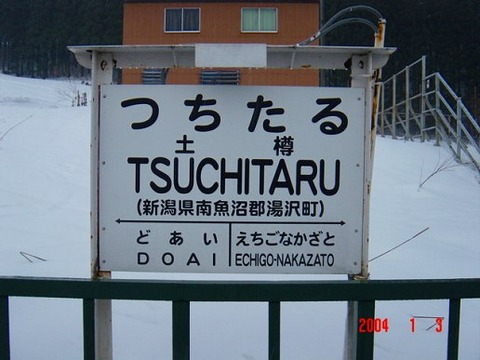 つちたる
土 樽
TSUCHITARU
(新潟県南魚沼郡湯沢町)
どあい えちごなかざと
DOAI ECHIGO-NAKAZATO
2004 1 3